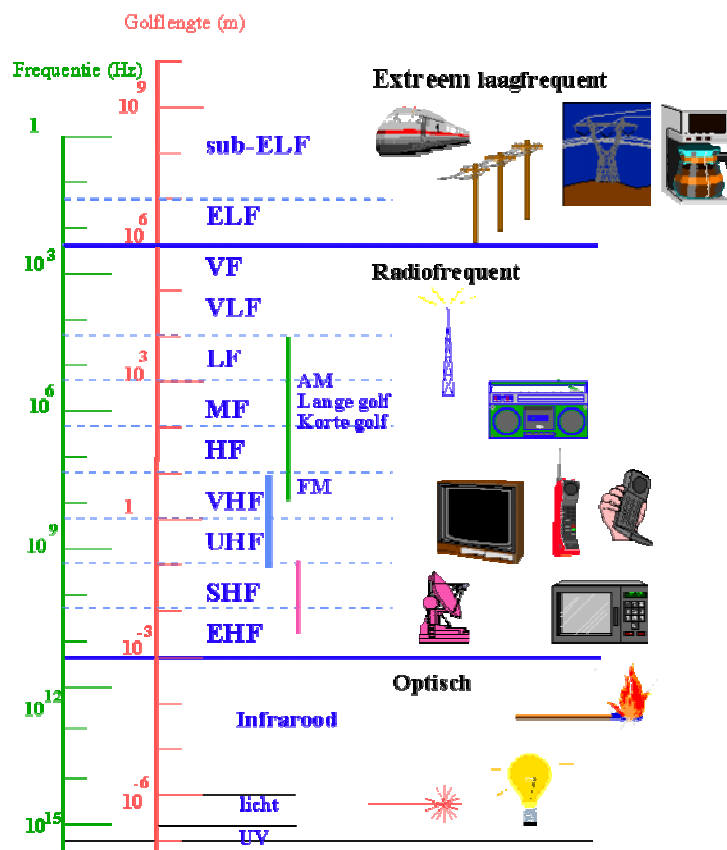 Golflengte (m)
Frequentie (Hz)
Extreem laagfrequent
10^9
1
sub-ELF
ELF
10^6
10^3
VF
Radiofrequent
VLF
LF
10^3
AM
Lange golf
Korte golf
10^6
MF
HF
FM
VHF
1
UHF
10^9
SHF
EHF
10^-3
Optisch
10^12
Infrarood
10^-6
licht
10^15
UV